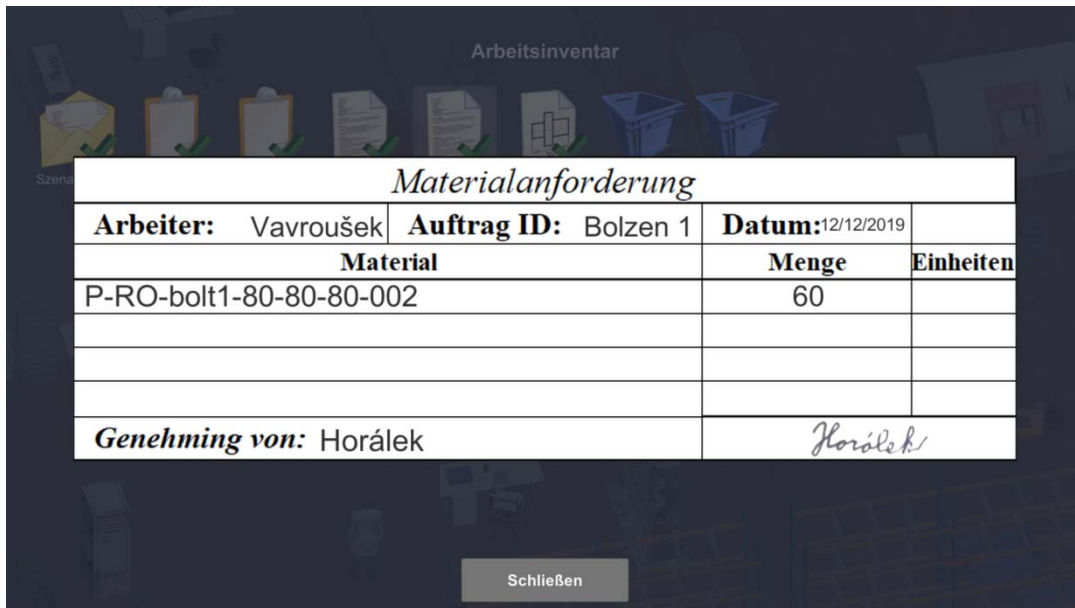 Arbeitsinventar
Szena
Materialanforderung
Arbeiter: Vavroušek Auftrag ID: Bolzen 1 Datum: 12/12/2019
Material Menge Einheiten
P-RO-bolt1-80-80-80-002 60
Genehming von: Horálek Horálek
Schließen